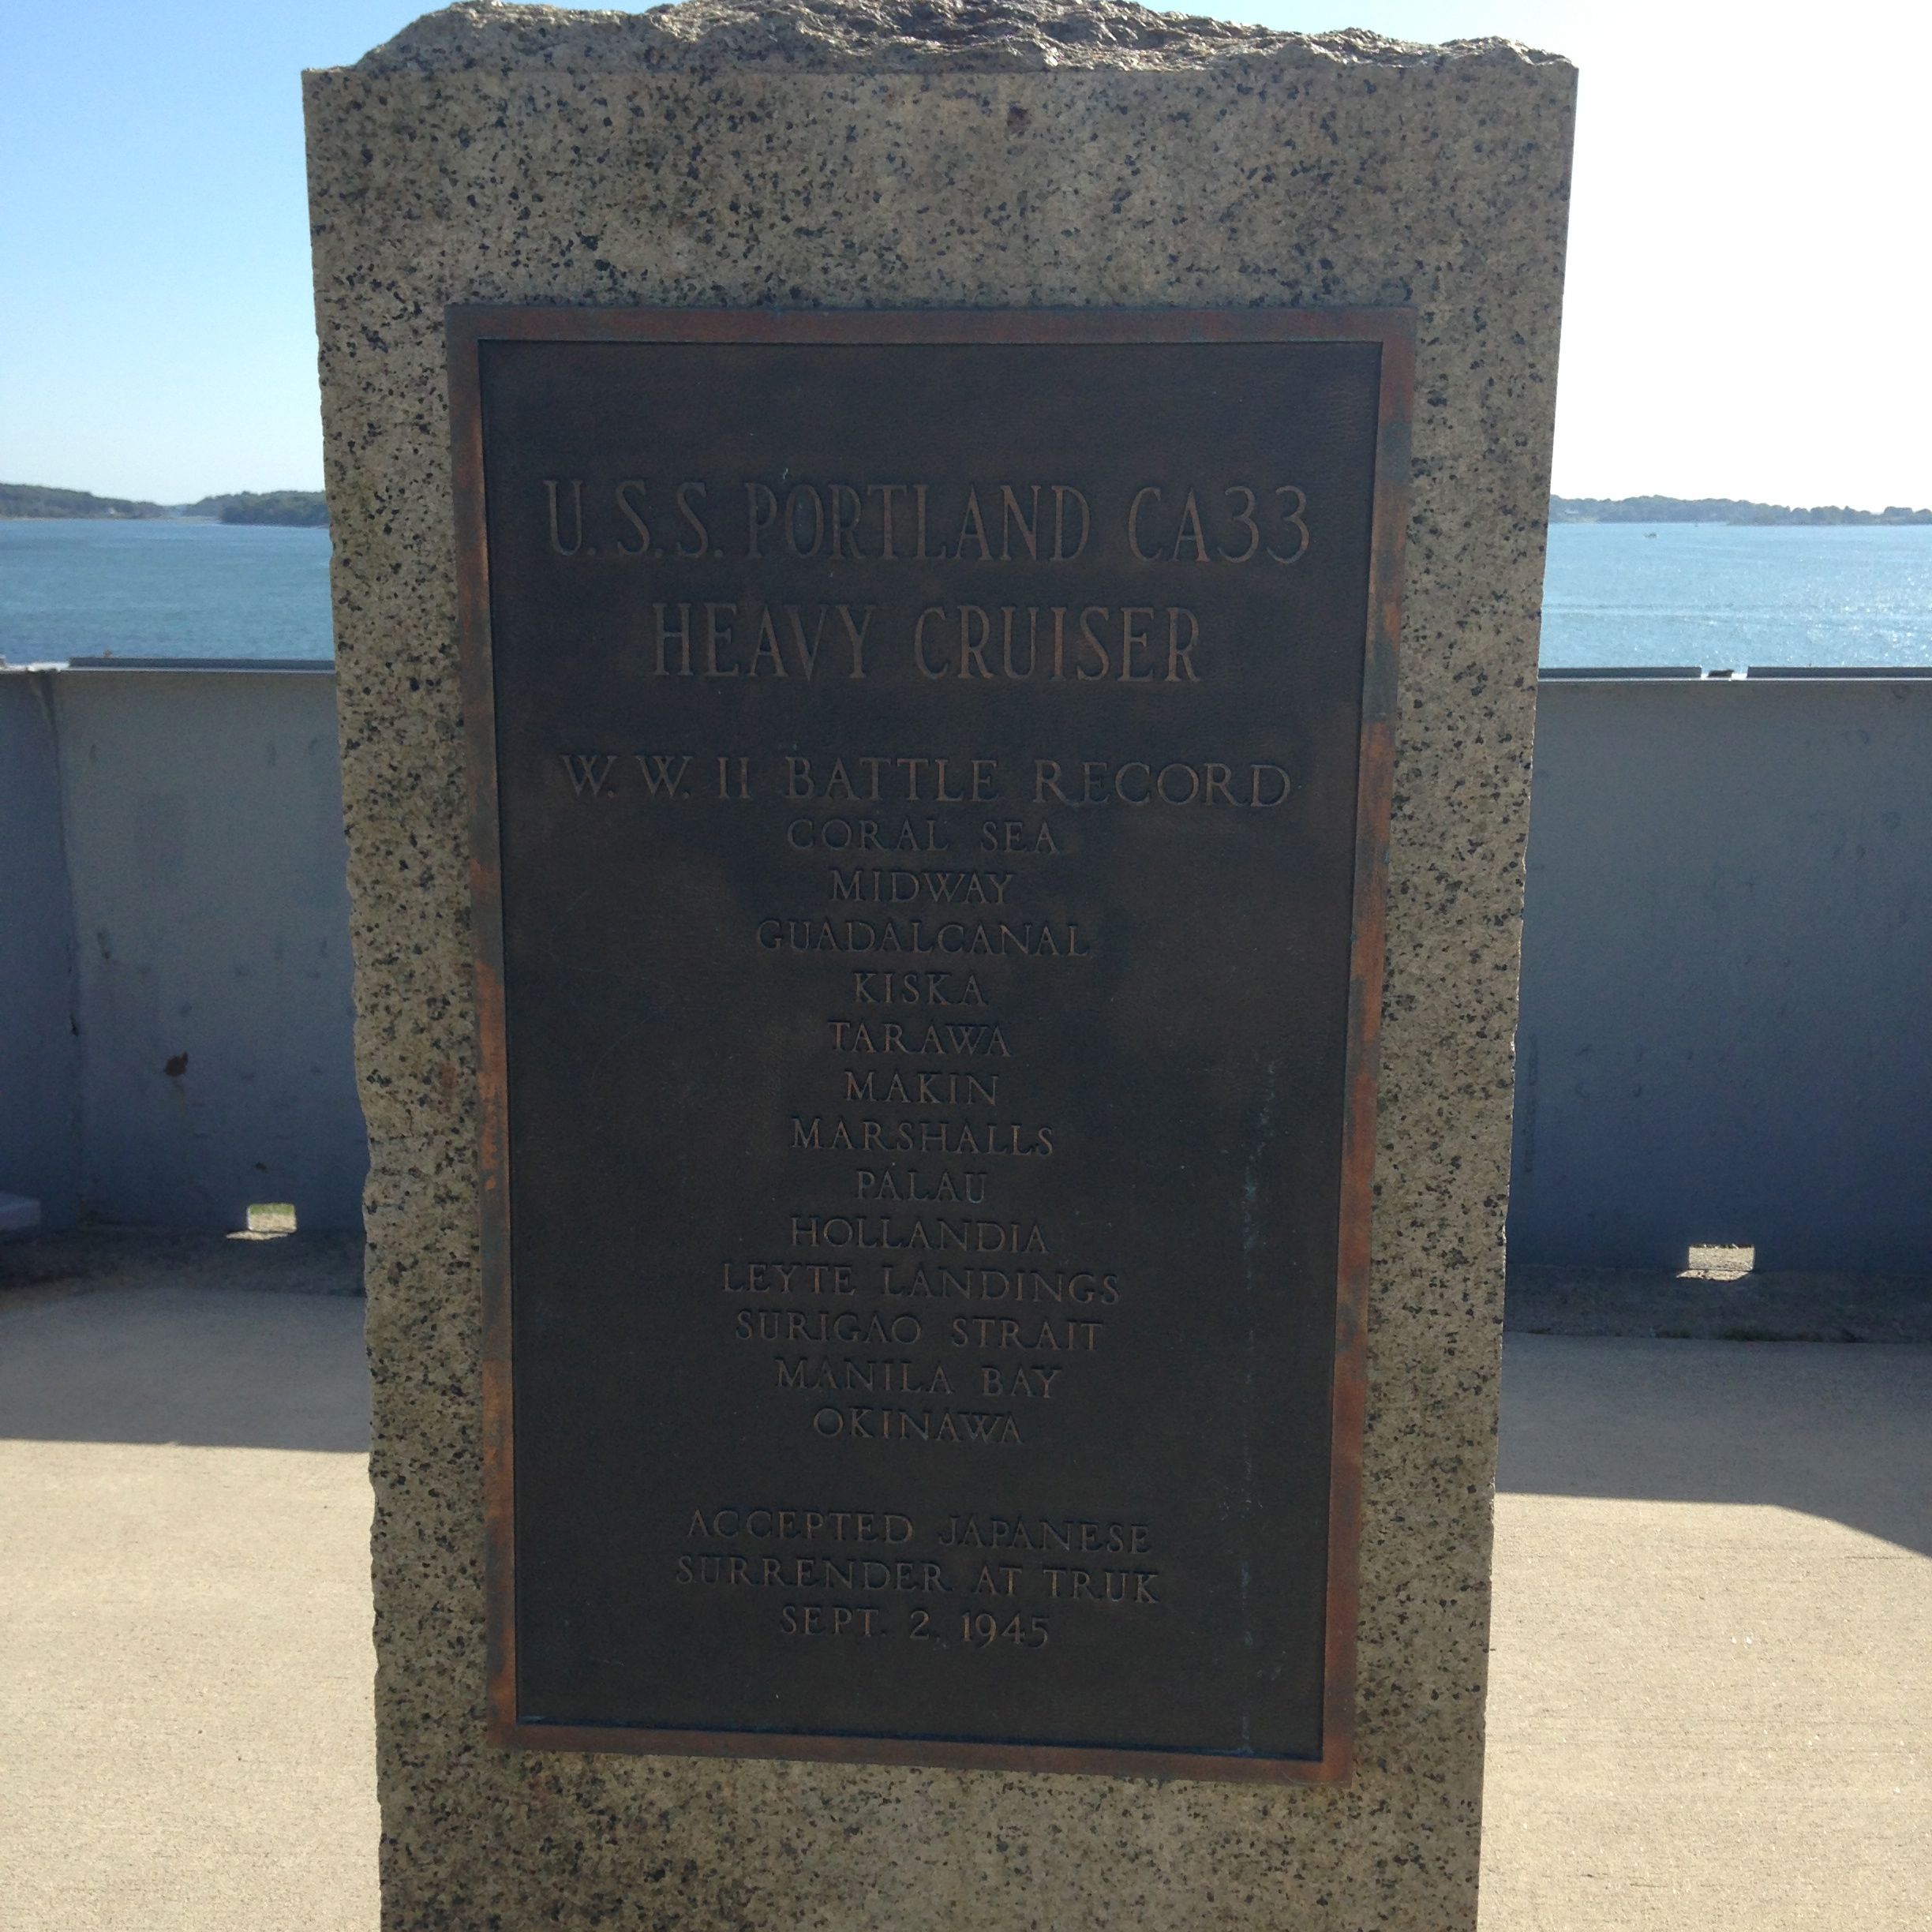 U.S.S. PORTLAND CA33
HEAVY CRUISER
W. W. II BATTLE RECORD
CORAL SEA
MIDWAY
GUADALCANAL
KISKA
TARAWA
MAKIN
MARSHALLS
PALAU
HOLLANDIA
LEYTE LANDINGS
SURIGAO STRAIT
MANILA BAY
OKINAWA
ACCEPTED JAPANESE
SURRENDER AT TRUK
SEPT. 2, 1945